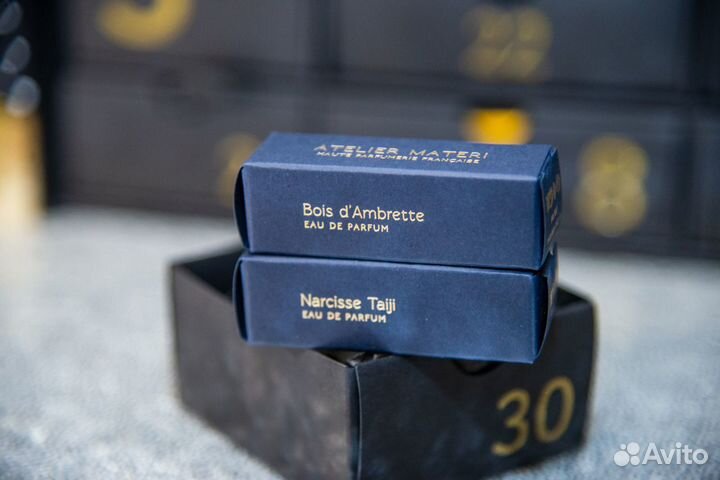 ATELIER MATERI
HAUTE PARFUMERIE FRANÇAISE
Bois d'Ambrette
EAU DE PARFUM
Narcisse Taiji
EAU DE PARFUM
30
Avito